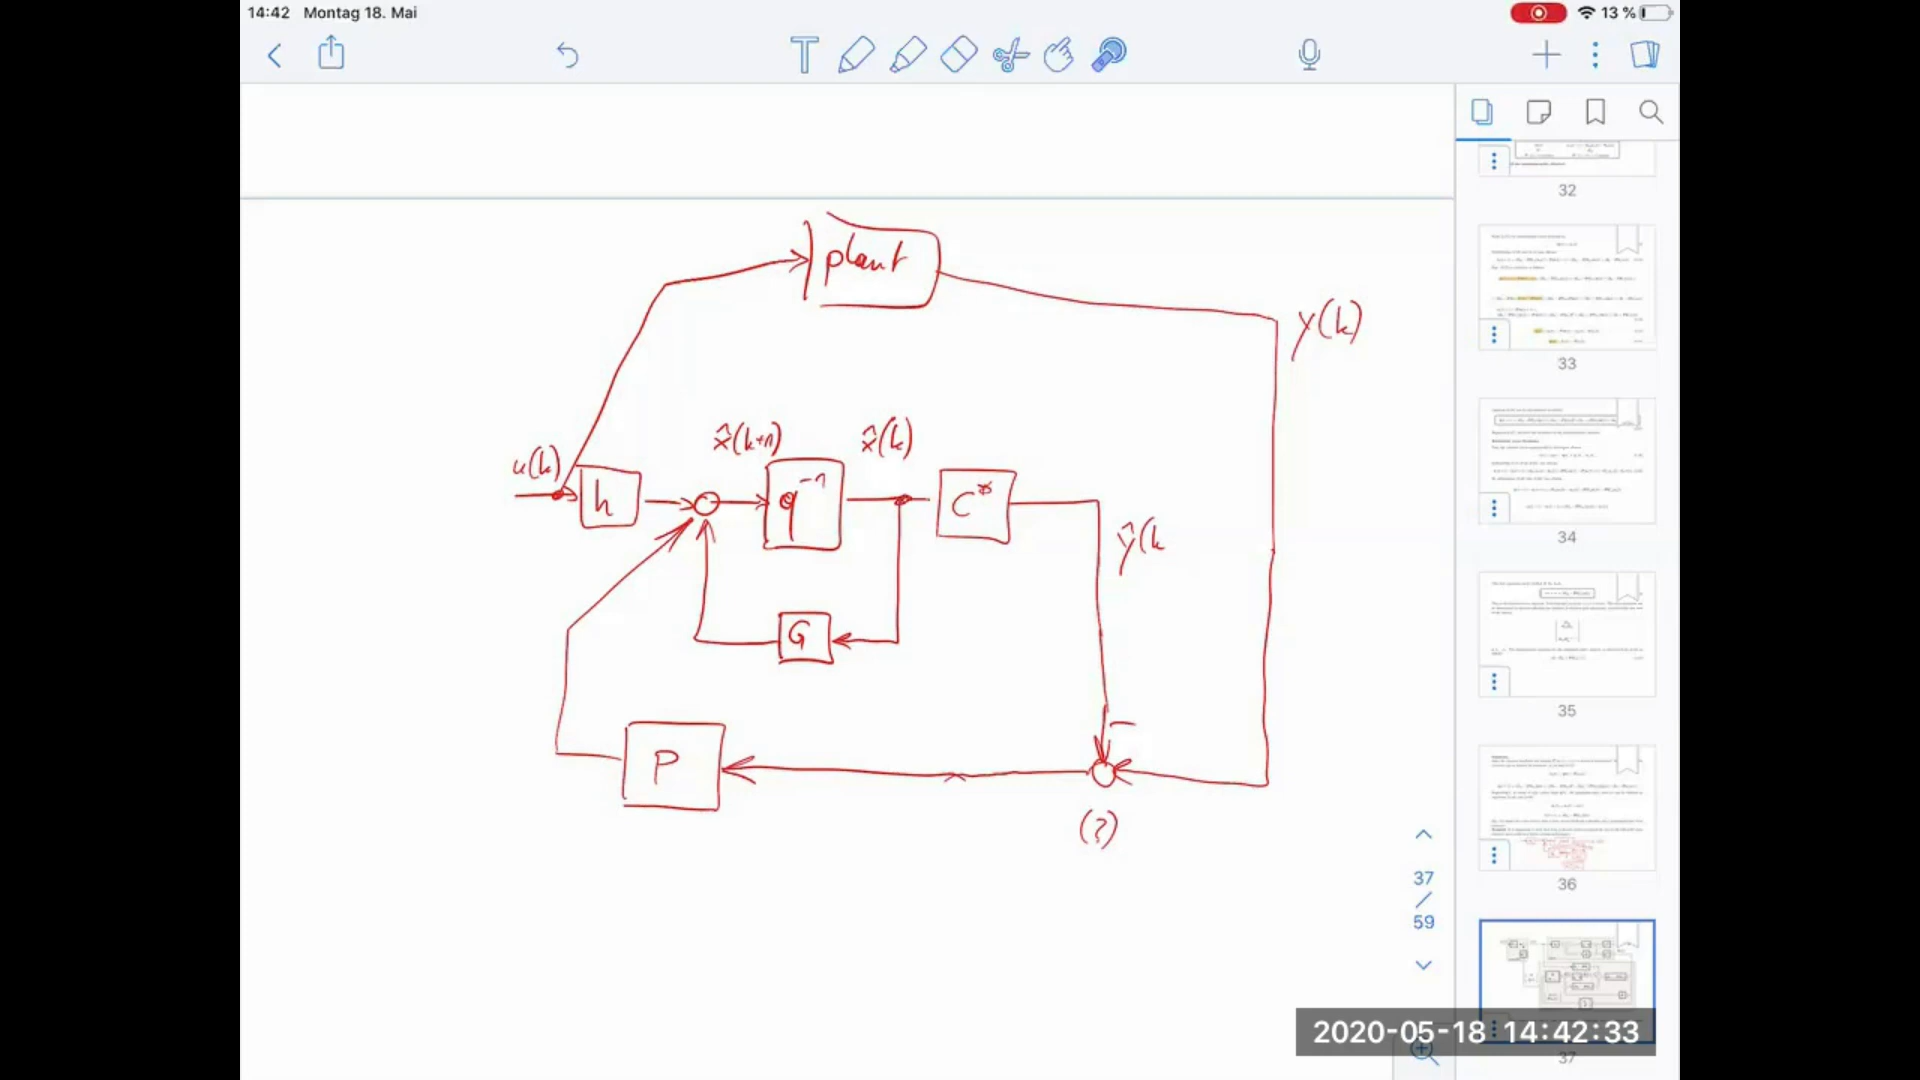 14:42 Montag 18. Mai
13 %
T
32
plant
y(k)
33
x̂(k+1)
x̂(k)
u(k)
h
q⁻¹
C*
ŷ(k
34
G
35
–
P
(?)
36
37
/
59
2020-05-18 14:42:33
37